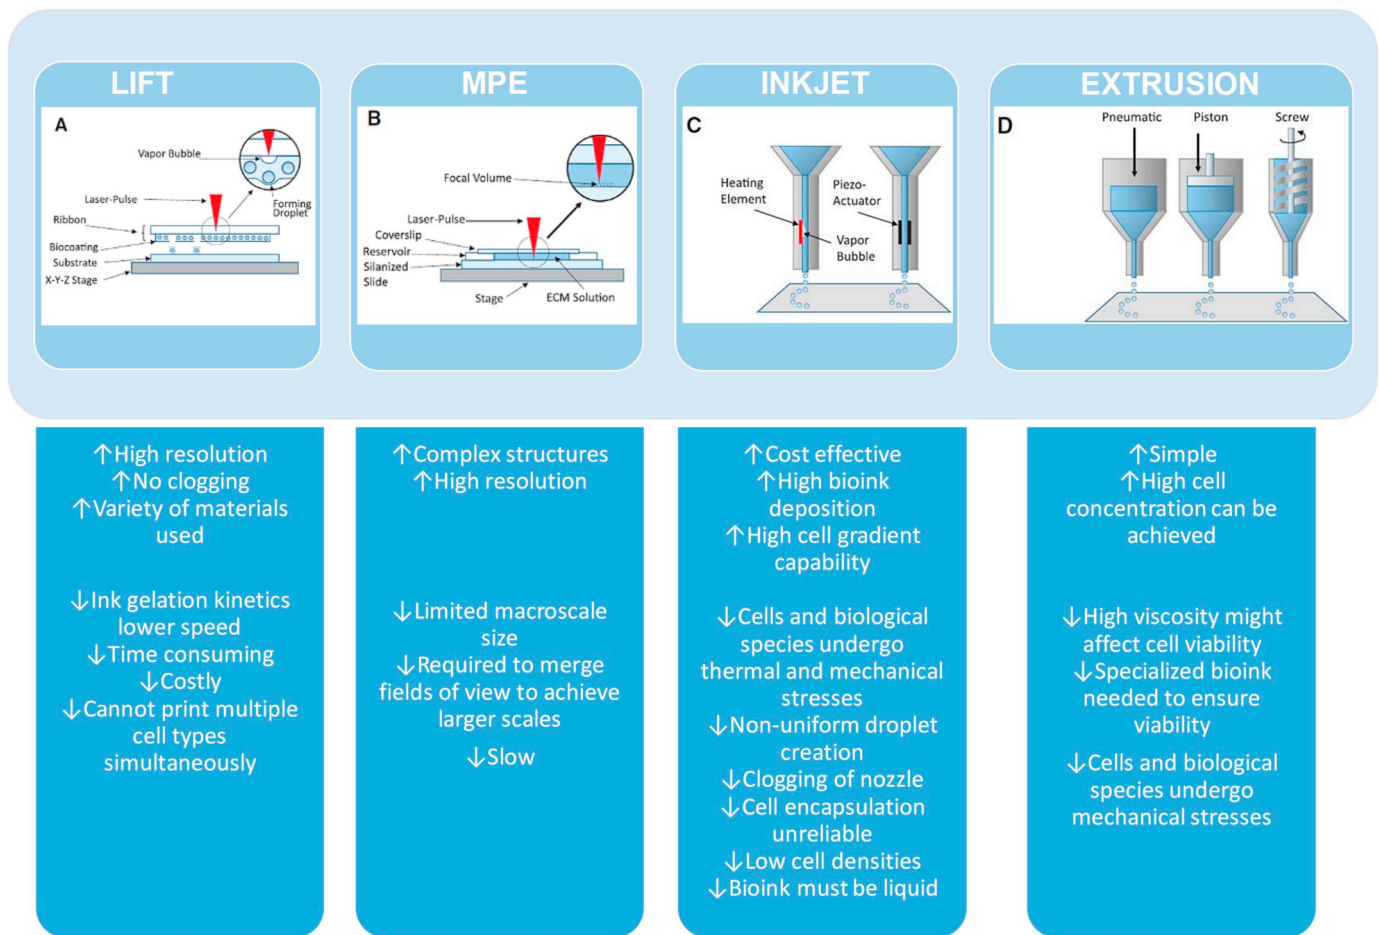 LIFT
A
Vapor Bubble
Laser-Pulse
Forming
Droplet
Ribbon
Biocoating
Substrate
X-Y-Z Stage
MPE
B
Focal Volume
Laser-Pulse
Coverslip
Reservoir
Silanized
Slide
Stage
ECM Solution
INKJET
C
Heating
Element
Piezo-
Actuator
Vapor
Bubble
EXTRUSION
D
Pneumatic
Piston
Screw
↑High resolution
↑No clogging
↑Variety of materials
used
↓Ink gelation kinetics
lower speed
↓Time consuming
↓Costly
↓Cannot print multiple
cell types
simultaneously
↑Complex structures
↑High resolution
↓Limited macroscale
size
↓Required to merge
fields of view to achieve
larger scales
↓Slow
↑Cost effective
↑High bioink
deposition
↑High cell gradient
capability
↓Cells and biological
species undergo
thermal and mechanical
stresses
↓Non-uniform droplet
creation
↓Clogging of nozzle
↓Cell encapsulation
unreliable
↓Low cell densities
↓Bioink must be liquid
↑Simple
↑High cell
concentration can be
achieved
↓High viscosity might
affect cell viability
↓Specialized bioink
needed to ensure
viability
↓Cells and biological
species undergo
mechanical stresses